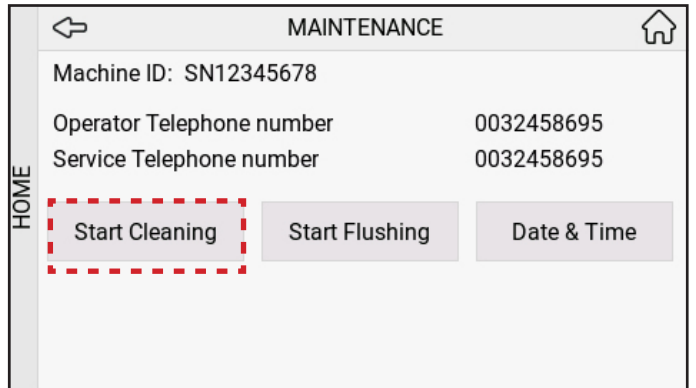 MAINTENANCE
Machine ID: SN12345678
Operator Telephone number 0032458695
Service Telephone number 0032458695
HOME
Start Cleaning Start Flushing Date & Time